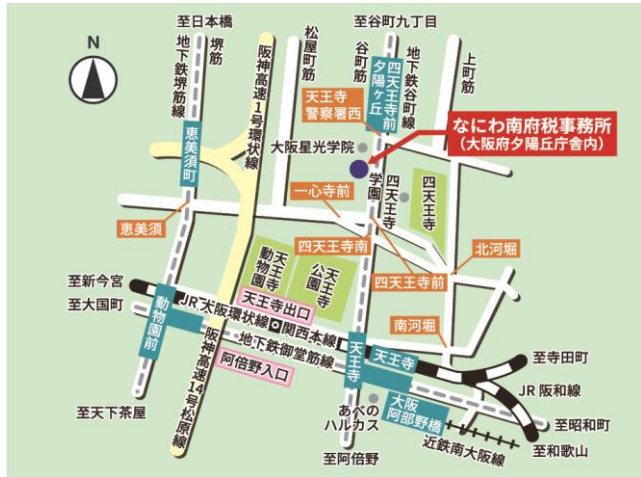 N
至日本橋
地下鉄堺筋線
堺筋
阪神高速1号環状線
松屋町筋
至谷町九丁目
谷町筋
四天王寺前
夕陽ヶ丘
地下鉄谷町線
上町筋
天王寺
警察署西
なにわ南府税事務所
(大阪府夕陽丘庁舎内)
大阪星光学院
恵美須町
一心寺前
四天王寺
学園
四天王寺
恵美須
四天王寺南
四天王寺前
北河堀
天王寺
動物園
天王寺
公園
至新今宮
至大国町
JR大阪環状線
天王寺出口
関西本線
南河堀
動物園前
地下鉄御堂筋線
阿倍野入口
天王寺
天王寺
至寺田町
JR阪和線
阪神高速14号松原線
至天下茶屋
あべの
ハルカス
大阪
阿部野橋
至昭和町
近鉄南大阪線
至和歌山
至阿倍野